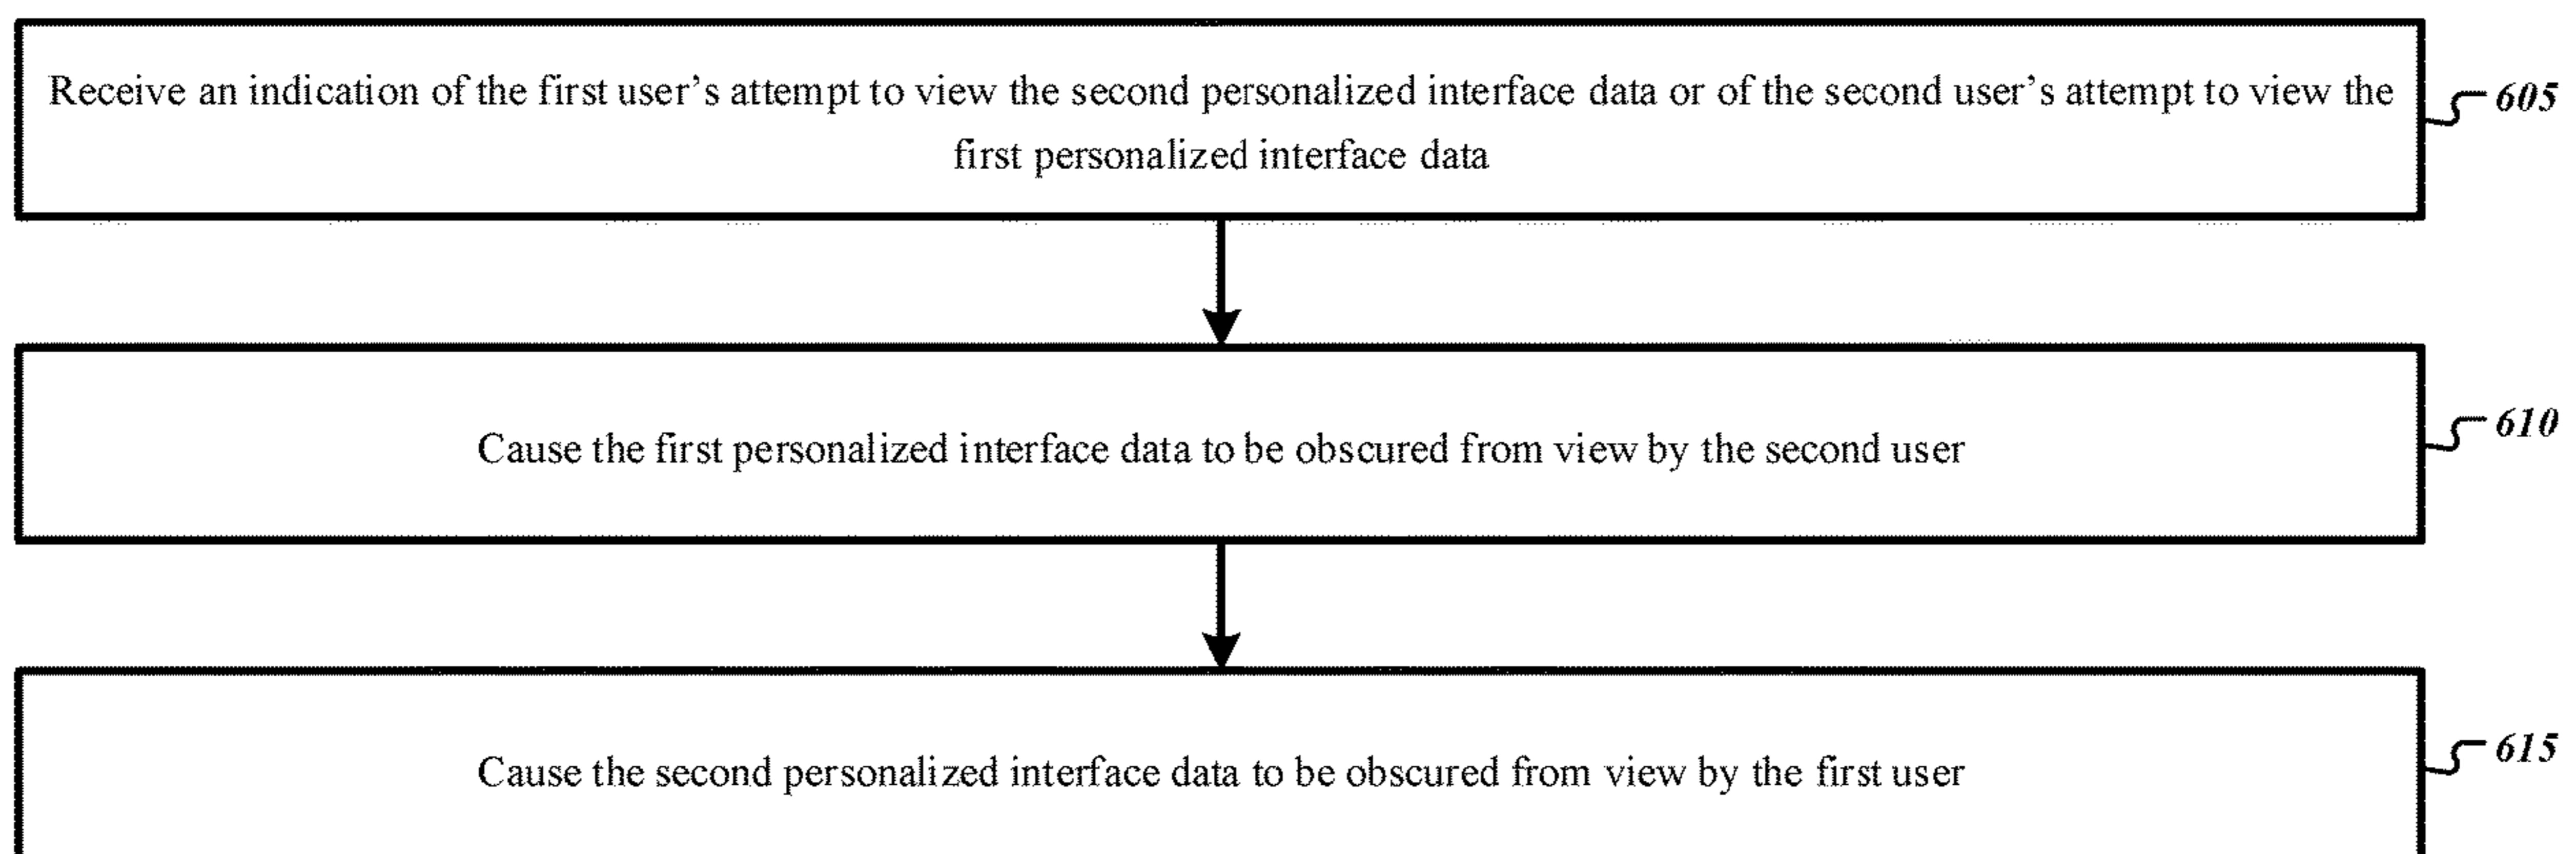 Receive an indication of the first user’s attempt to view the second personalized interface data or of the second user’s attempt to view the
605
first personalized interface data
Cause the first personalized interface data to be obscured from view by the second user
610
Cause the second personalized interface data to be obscured from view by the first user
615